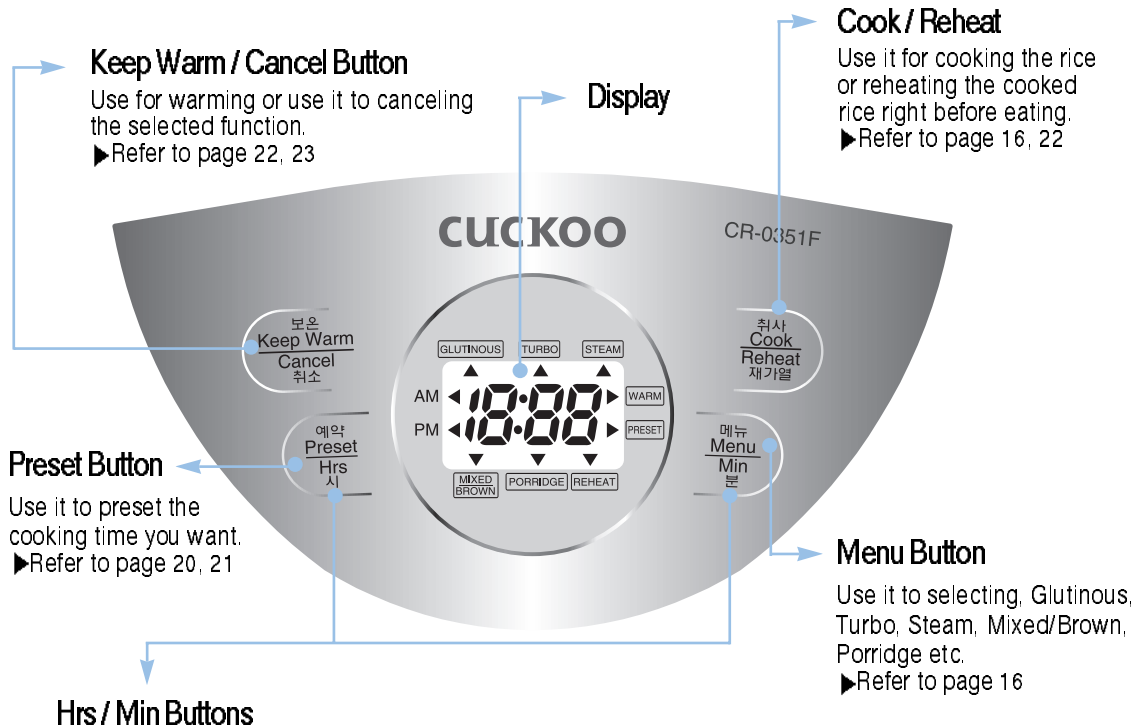 Cook / Reheat
Use it for cooking the rice
or reheating the cooked
rice right before eating.
▶Refer to page 16, 22
Keep Warm / Cancel Button
Use for warming or use it to canceling
the selected function.
▶Refer to page 22, 23
Display
CUCKOO
CR-0351F
보온
Keep Warm
Cancel
취소
GLUTINOUS TURBO STEAM
AM 18:88 WARM
PM PRESET
MIXED BROWN PORRIDGE REHEAT
취사
Cook
Reheat
재가열
예약
Preset
Hrs
시
메뉴
Menu
Min
분
Preset Button
Use it to preset the
cooking time you want.
▶Refer to page 20, 21
Menu Button
Use it to selecting, Glutinous,
Turbo, Steam, Mixed/Brown,
Porridge etc.
▶Refer to page 16
Hrs / Min Buttons